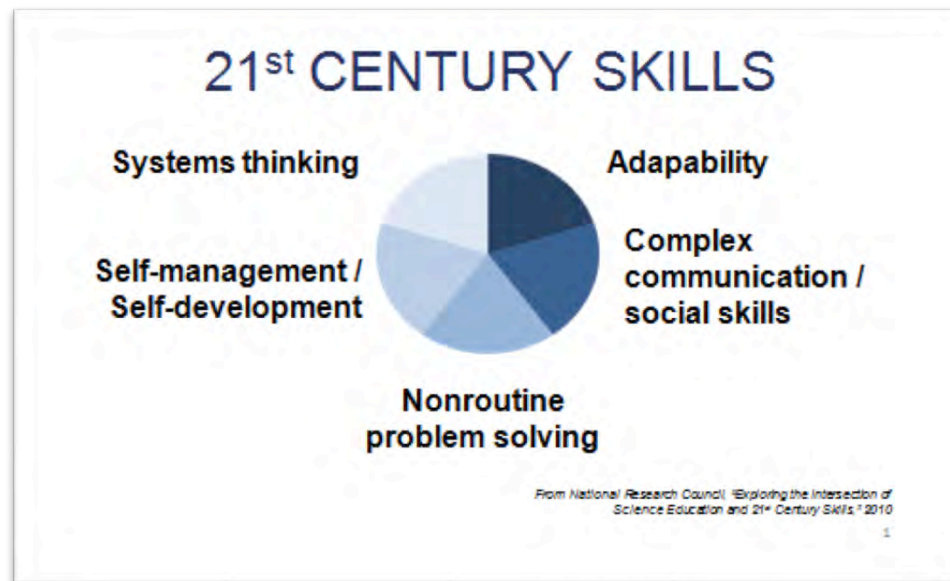 21st CENTURY SKILLS
Systems thinking
Adapability
Self-management /
Self-development
Complex
communication /
social skills
Nonroutine
problem solving
From National Research Council, "Exploring the Intersection of
Science Education and 21st Century Skills," 2010
1